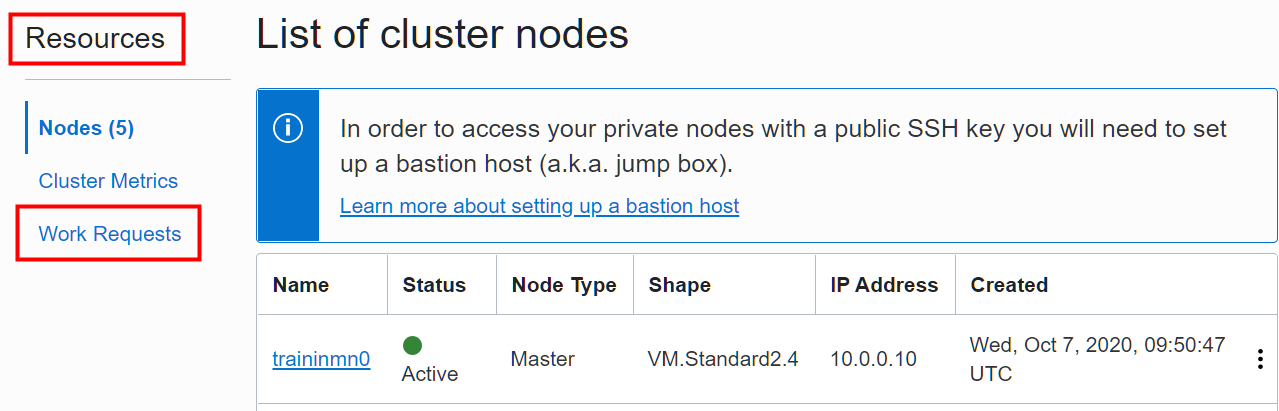 Resources
Nodes (5)
Cluster Metrics
Work Requests
List of cluster nodes
In order to access your private nodes with a public SSH key you will need to set
up a bastion host (a.k.a. jump box).
Learn more about setting up a bastion host
Name Status Node Type Shape IP Address Created
traininmn0 Active Master VM.Standard2.4 10.0.0.10 Wed, Oct 7, 2020, 09:50:47
UTC